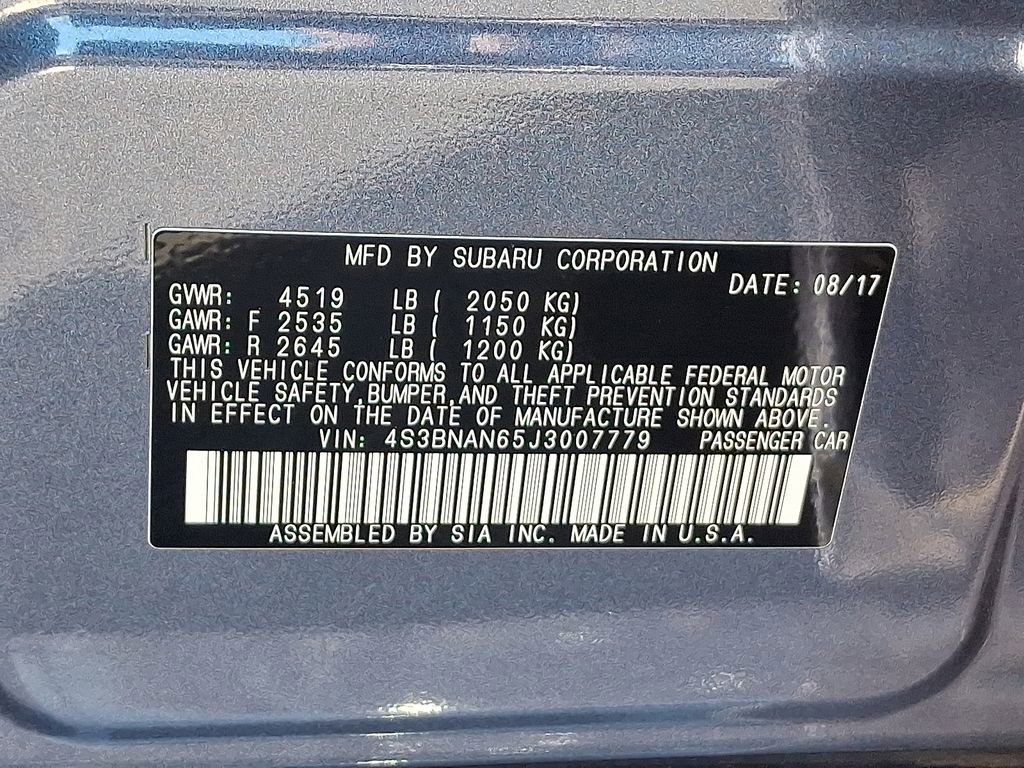 MFD BY SUBARU CORPORATION
DATE: 08/17
GVWR: 4519 LB ( 2050 KG)
GAWR: F 2535 LB ( 1150 KG)
GAWR: R 2645 LB ( 1200 KG)
THIS VEHICLE CONFORMS TO ALL APPLICABLE FEDERAL MOTOR
VEHICLE SAFETY,BUMPER,AND THEFT PREVENTION STANDARDS
IN EFFECT ON THE DATE OF MANUFACTURE SHOWN ABOVE.
VIN: 4S3BNAN65J3007779 PASSENGER CAR
ASSEMBLED BY SIA INC. MADE IN U.S.A.